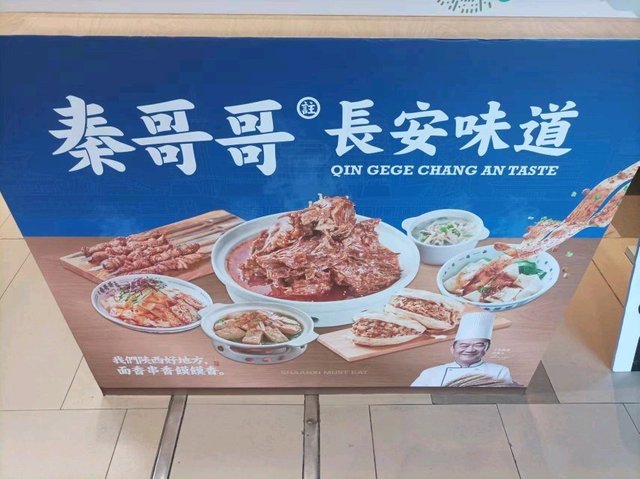 秦哥哥 註 長安味道
QIN GEGE CHANG AN TASTE
我們陝西好地方、
面香串香饃饃香。
SHAANXI MUST EAT